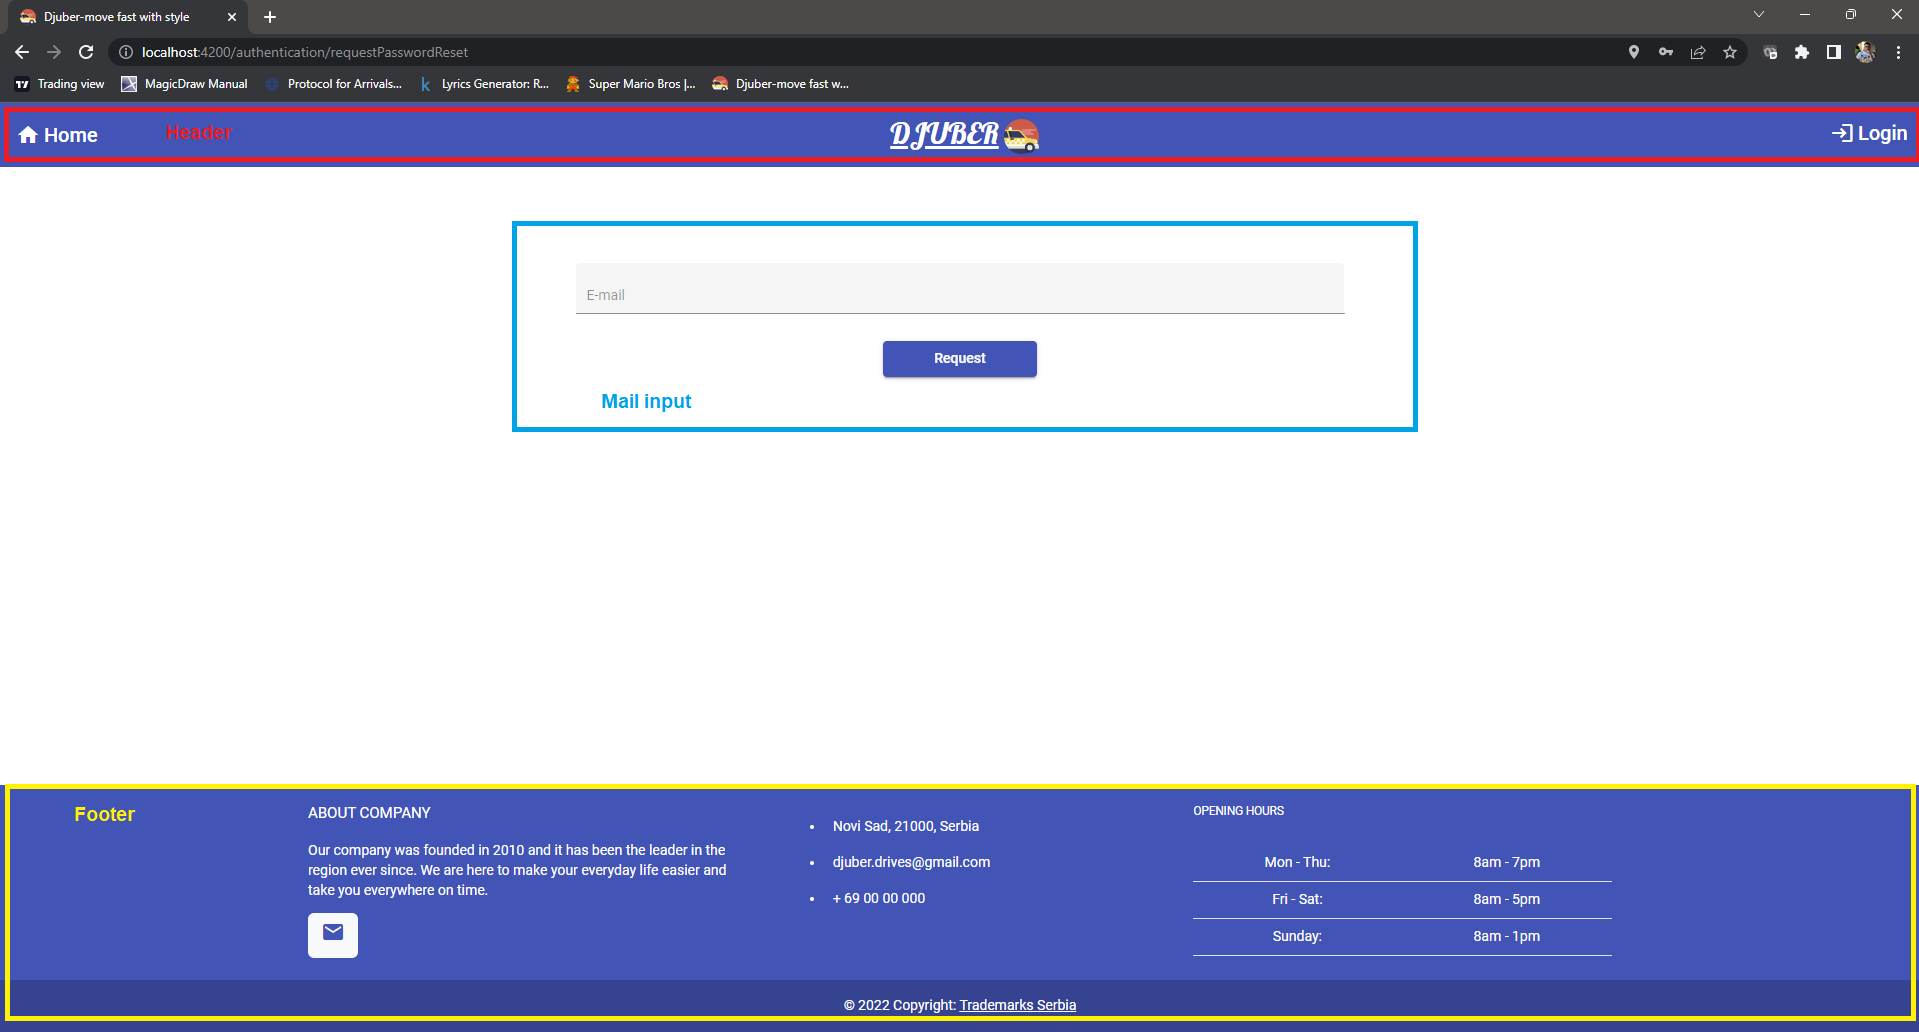 Djuber-move fast with style
localhost:4200/authentication/requestPasswordReset
Trading view
MagicDraw Manual
Protocol for Arrivals...
Lyrics Generator: R...
Super Mario Bros |...
Djuber-move fast w...
Home
Header
DJUBER
Login
E-mail
Request
Mail input
Footer
ABOUT COMPANY
Our company was founded in 2010 and it has been the leader in the
region ever since. We are here to make your everyday life easier and
take you everywhere on time.
• Novi Sad, 21000, Serbia
• djuber.drives@gmail.com
• + 69 00 00 000
OPENING HOURS
Mon - Thu: 8am - 7pm
Fri - Sat: 8am - 5pm
Sunday: 8am - 1pm
© 2022 Copyright: Trademarks Serbia